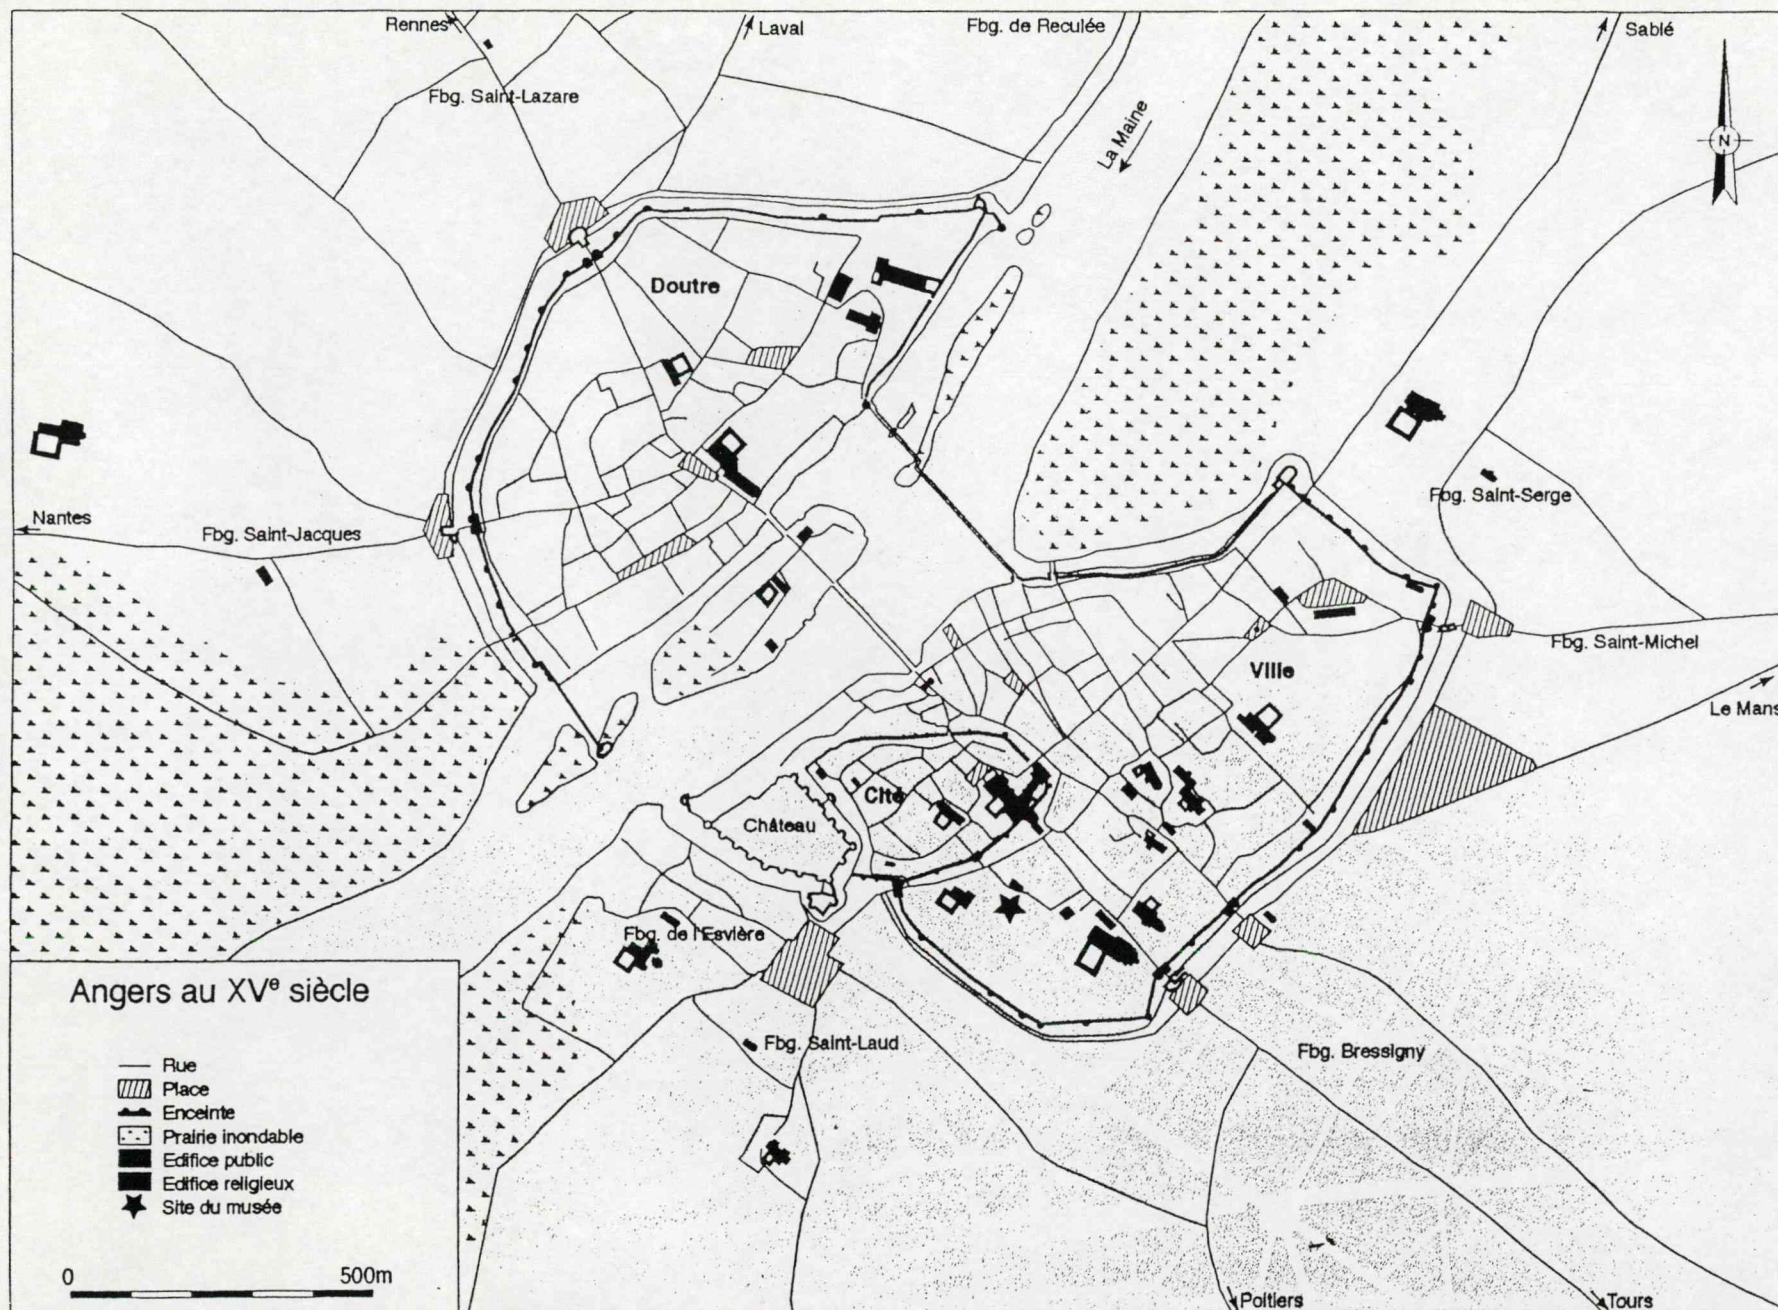 Rennes
Laval
Fbg. de Reculée
Sablé
Fbg. Saint-Lazare
La Maine
N
Doutre
Nantes
Fbg. Saint-Jacques
Fbg. Saint-Serge
Fbg. Saint-Michel
Ville
Le Mans
Cité
Château
Fbg. de l'Esvière
Fbg. Saint-Laud
Fbg. Bressigny
Angers au XVe siècle
Rue
Place
Enceinte
Prairie inondable
Edifice public
Edifice religieux
Site du musée
0 500m
Poitiers
Tours